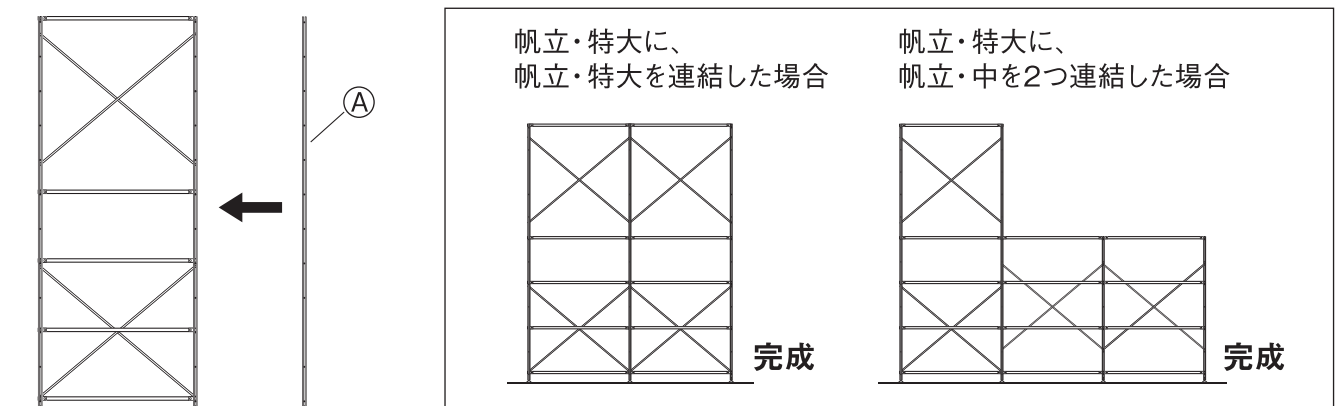 Ⓐ
帆立・特大に、
帆立・特大を連結した場合
完成
帆立・特大に、
帆立・中を2つ連結した場合
完成